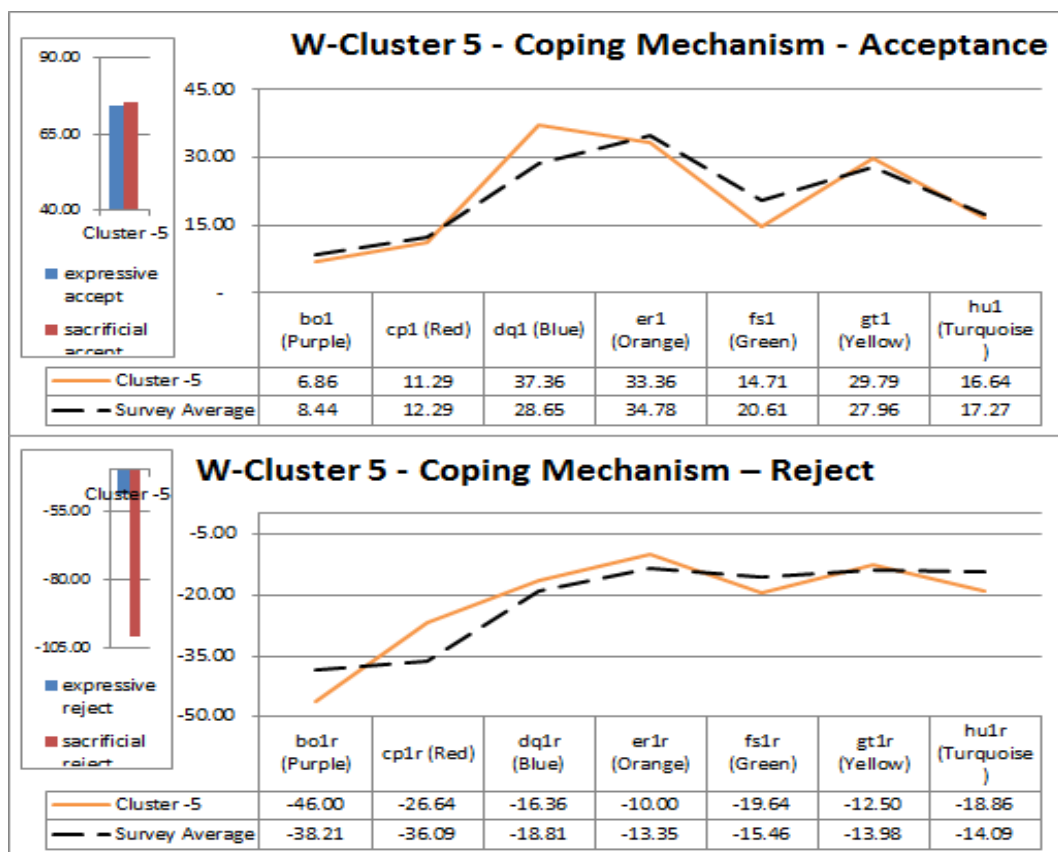 W-Cluster 5 - Coping Mechanism - Acceptance
90.00
65.00
40.00
Cluster -5
expressive
accept
sacrificial
accept
45.00
30.00
15.00
-
bo1 (Purple) cp1 (Red) dq1 (Blue) er1 (Orange) fs1 (Green) gt1 (Yellow) hu1 (Turquoise)
Cluster -5 6.86 11.29 37.36 33.36 14.71 29.79 16.64
Survey Average 8.44 12.29 28.65 34.78 20.61 27.96 17.27
W-Cluster 5 - Coping Mechanism – Reject
Cluster -5
-55.00
-80.00
-105.00
expressive
reject
sacrificial
reject
-5.00
-20.00
-35.00
-50.00
bo1r (Purple) cp1r (Red) dq1r (Blue) er1r (Orange) fs1r (Green) gt1r (Yellow) hu1r (Turquoise)
Cluster -5 -46.00 -26.64 -16.36 -10.00 -19.64 -12.50 -18.86
Survey Average -38.21 -36.09 -18.81 -13.35 -15.46 -13.98 -14.09